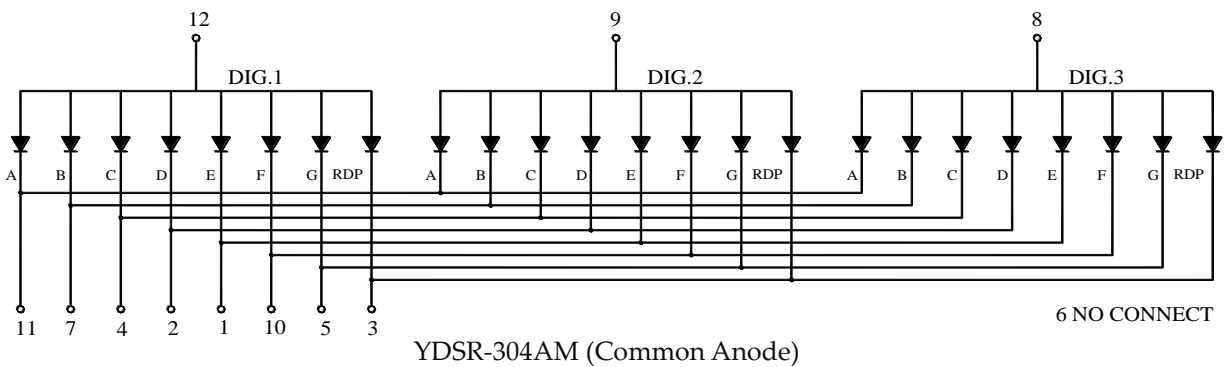 12 9 8
DIG.1 DIG.2 DIG.3
A B C D E F G RDP A B C D E F G RDP A B C D E F G RDP
11 7 4 2 1 10 5 3
6 NO CONNECT
YDSR-304AM (Common Anode)